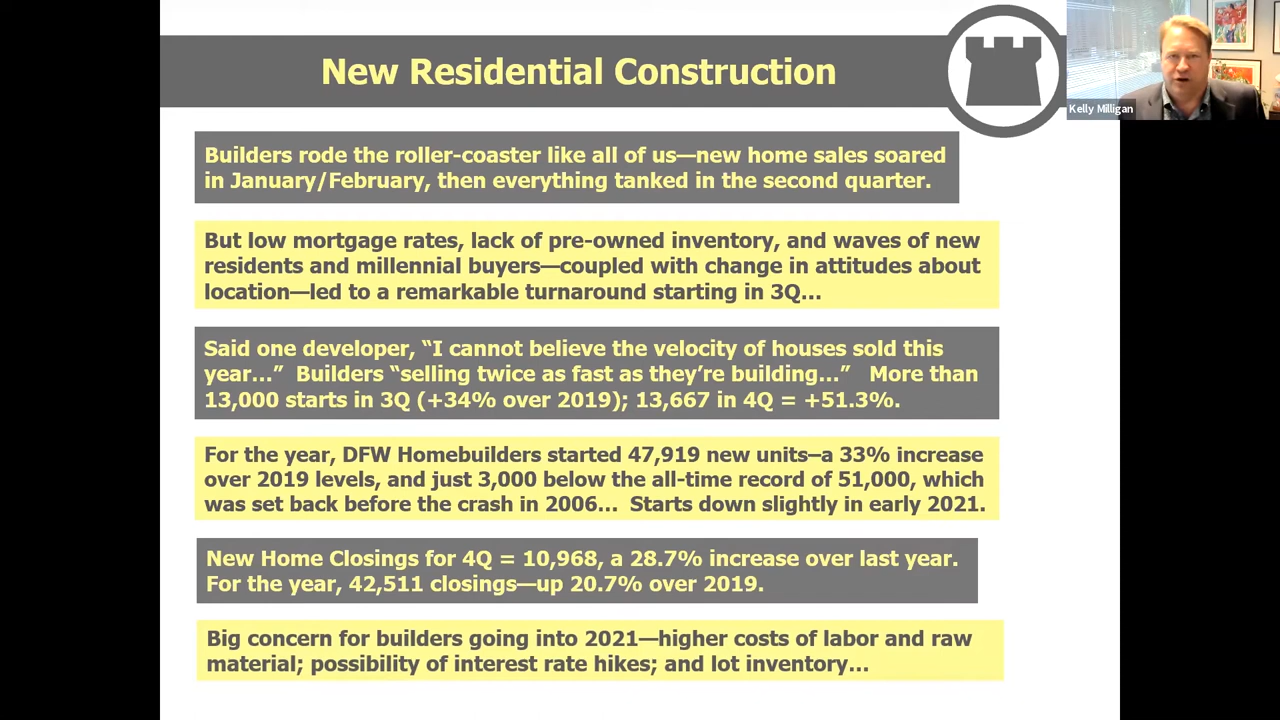 New Residential Construction
Kelly Milligan
Builders rode the roller-coaster like all of us—new home sales soared
in January/February, then everything tanked in the second quarter.
But low mortgage rates, lack of pre-owned inventory, and waves of new
residents and millennial buyers—coupled with change in attitudes about
location—led to a remarkable turnaround starting in 3Q...
Said one developer, “I cannot believe the velocity of houses sold this
year...” Builders “selling twice as fast as they’re building...” More than
13,000 starts in 3Q (+34% over 2019); 13,667 in 4Q = +51.3%.
For the year, DFW Homebuilders started 47,919 new units–a 33% increase
over 2019 levels, and just 3,000 below the all-time record of 51,000, which
was set back before the crash in 2006... Starts down slightly in early 2021.
New Home Closings for 4Q = 10,968, a 28.7% increase over last year.
For the year, 42,511 closings—up 20.7% over 2019.
Big concern for builders going into 2021—higher costs of labor and raw
material; possibility of interest rate hikes; and lot inventory...